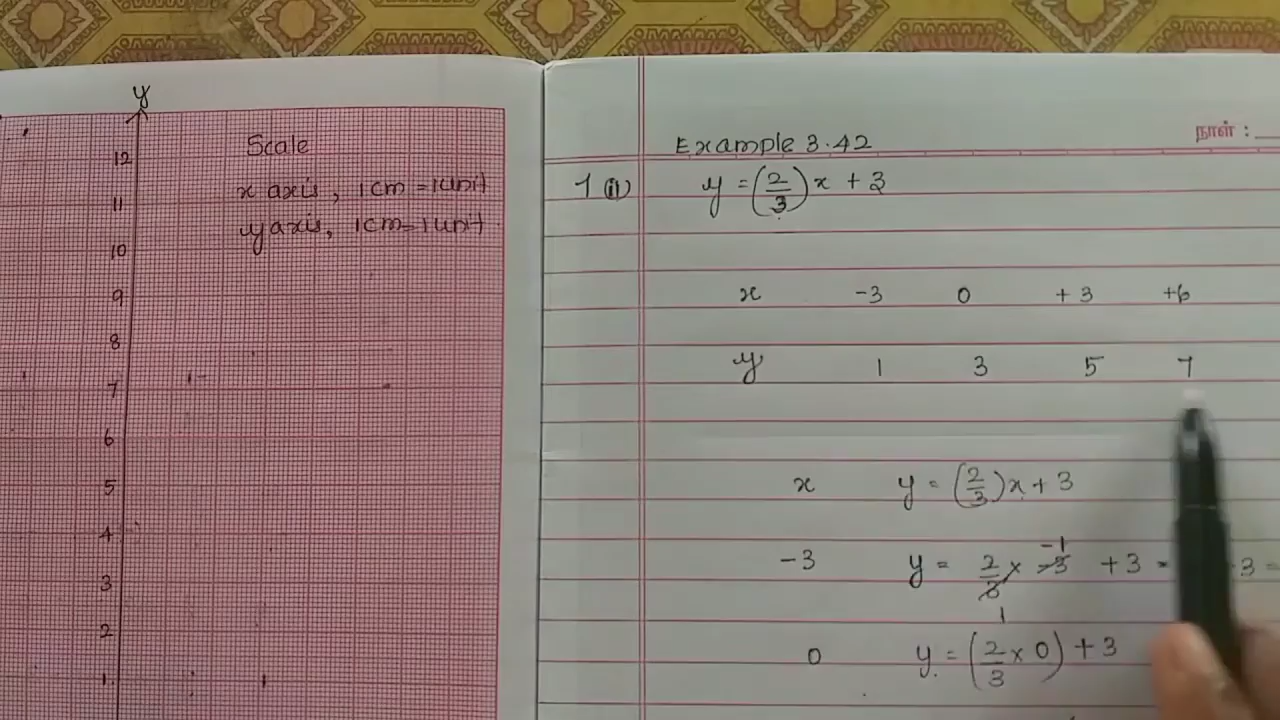 y
12
11
10
9
8
7
6
5
4
3
2
1
Scale
x axis, 1cm = 1unit
y axis, 1cm = 1unit
நாள் :
Example 3.42
1 (ii) y = (2/3)x + 3
x -3 0 +3 +6
y 1 3 5 7
x y = (2/3)x + 3
-3 y = 2/3 x -3 -1 + 3 = 3 =
1
0 y = (2/3 x 0) + 3